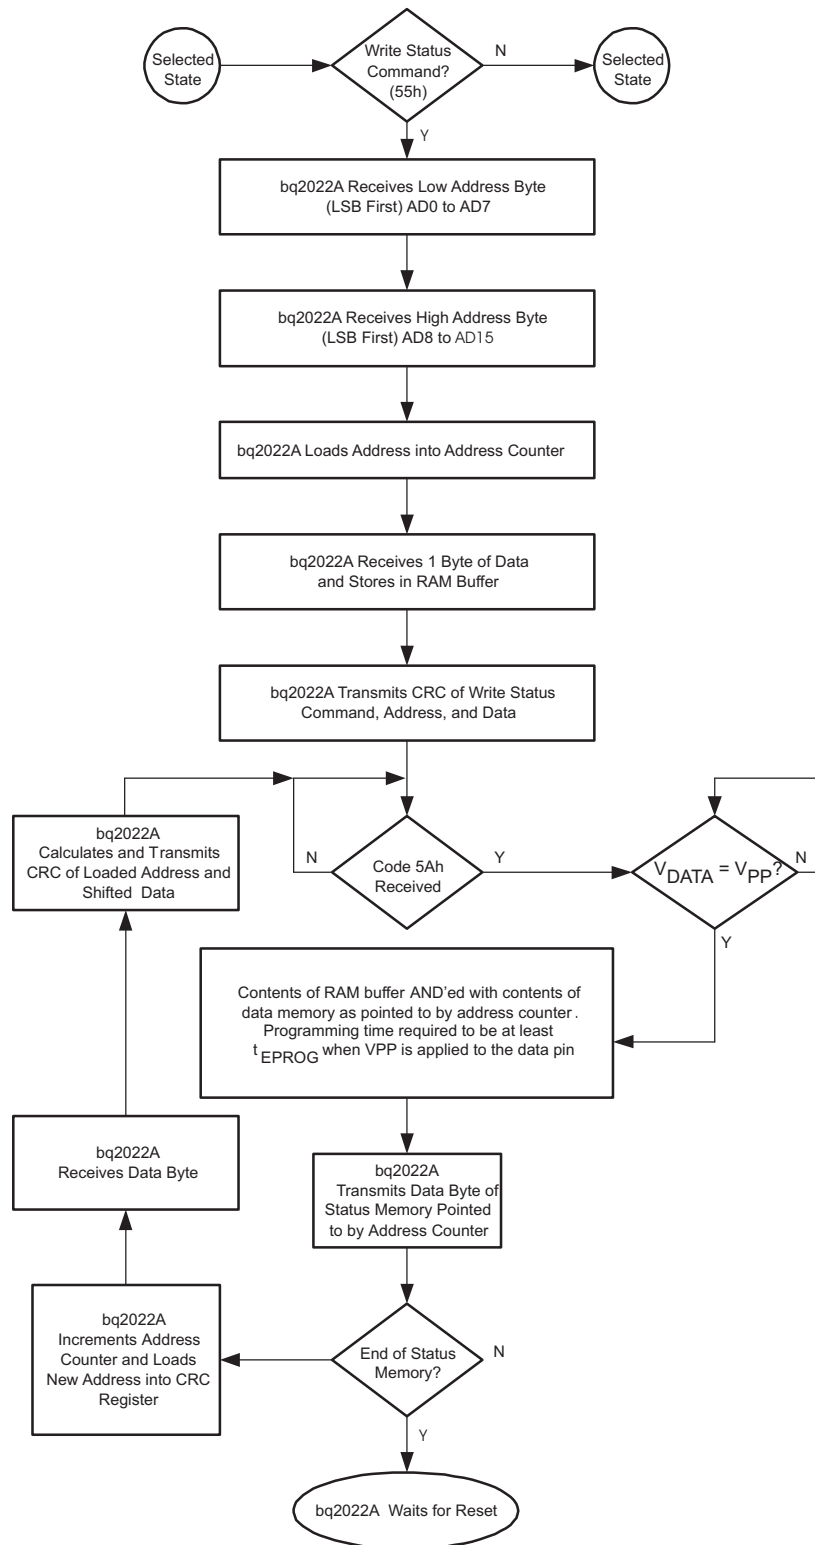 Selected
State
Write Status
Command?
(55h)
N
Selected
State
Y
bq2022A Receives Low Address Byte
(LSB First) AD0 to AD7
bq2022A Receives High Address Byte
(LSB First) AD8 to AD15
bq2022A Loads Address into Address Counter
bq2022A Receives 1 Byte of Data
and Stores in RAM Buffer
bq2022A Transmits CRC of Write Status
Command, Address, and Data
bq2022A
Calculates and Transmits
CRC of Loaded Address and
Shifted Data
N
Code 5Ah
Received
Y
VDATA = VPP?
N
Y
Contents of RAM buffer AND'ed with contents of
data memory as pointed to by address counter.
Programming time required to be at least
tEPROG when VPP is applied to the data pin
bq2022A
Receives Data Byte
bq2022A
Transmits Data Byte of
Status Memory Pointed
to by Address Counter
bq2022A
Increments Address
Counter and Loads
New Address into CRC
Register
End of Status
Memory?
N
Y
bq2022A Waits for Reset